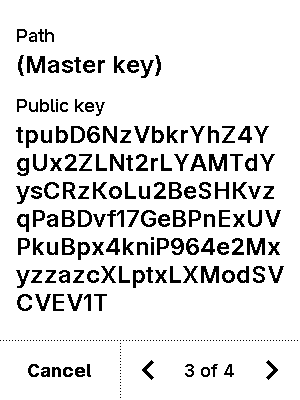 Path
(Master key)
Public key
tpubD6NzVbkrYhZ4Y
gUx2ZLNt2rLYAMTdY
ysCRzKoLu2BeSHKvz
qPaBDvf17GeBPnExUV
PkuBpx4kniP964e2Mx
yzzazcXLptxLXModSV
CVEV1T
Cancel
3 of 4